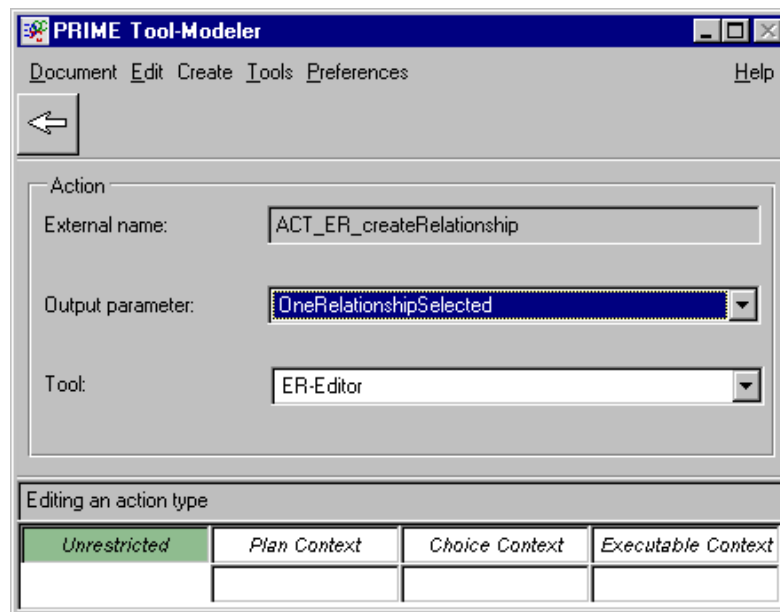 PRIME Tool-Modeler
Document Edit Create Tools Preferences Help
Action
External name: ACT_ER_createRelationship
Output parameter: OneRelationshipSelected
Tool: ER-Editor
Editing an action type
Unrestricted Plan Context Choice Context Executable Context